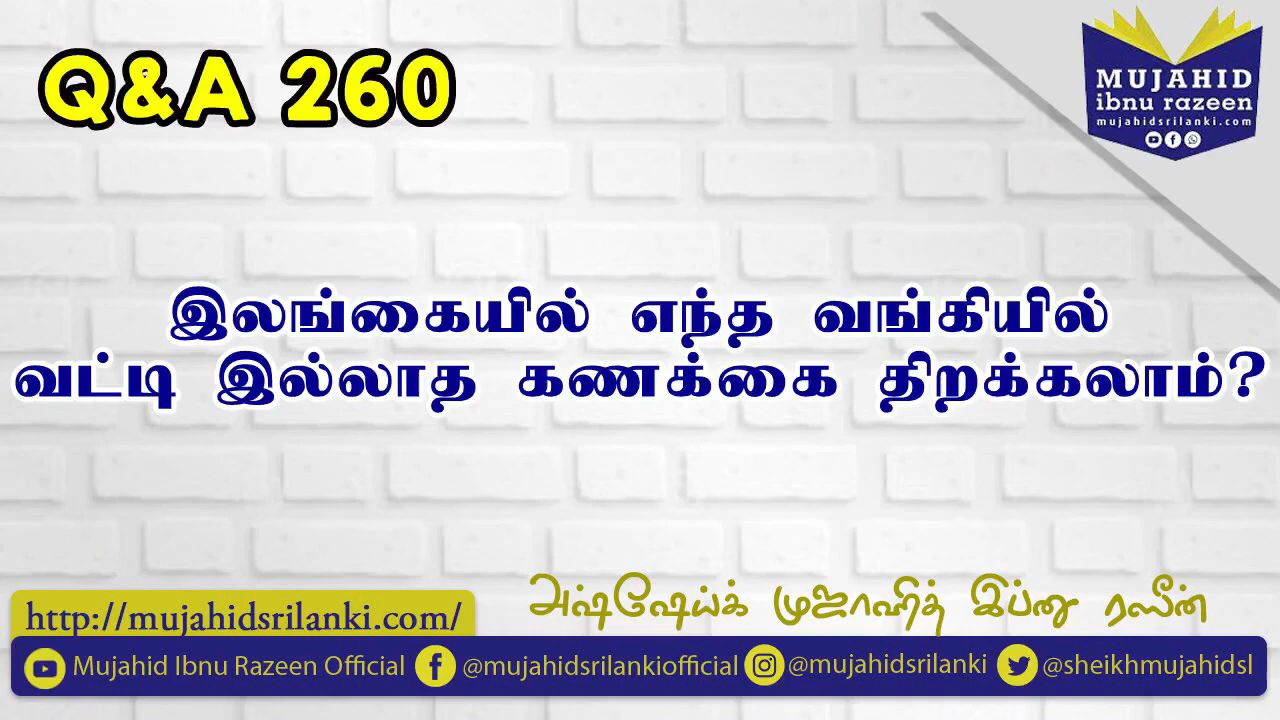 Q&A 260
MUJAHID
ibnu razeen
mujahidsrilanki.com
இலங்கையில் எந்த வங்கியில்
வட்டி இல்லாத கணக்கை திறக்கலாம்?
அஷ்ஷேய்க் முஜாஹித் இப்னு ரஸீன்
http://mujahidsrilanki.com/
Mujahid Ibnu Razeen Official @mujahidsrilankiofficial @mujahidsrilanki @sheikhmujahidsl